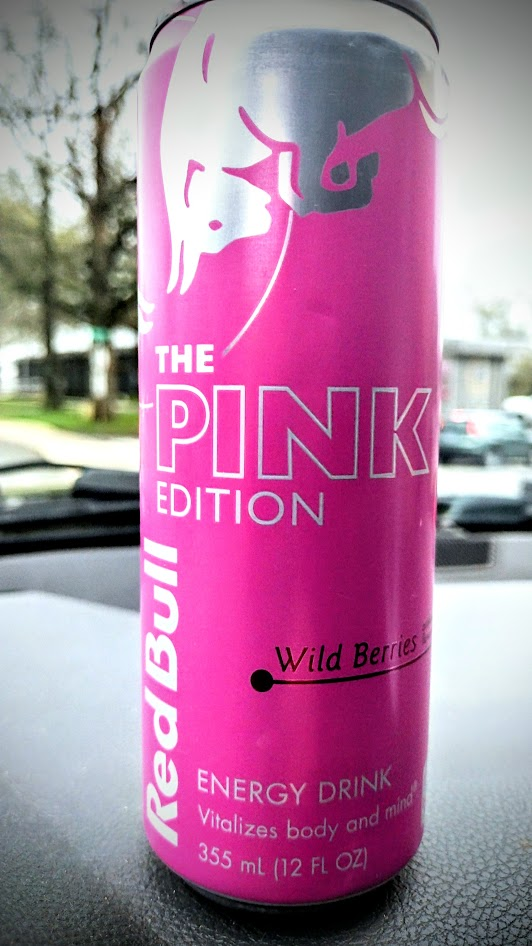 THE
PINK
EDITION
Red Bull
Wild Berries
ENERGY DRINK
Vitalizes body and mind®
355 mL (12 FL OZ)